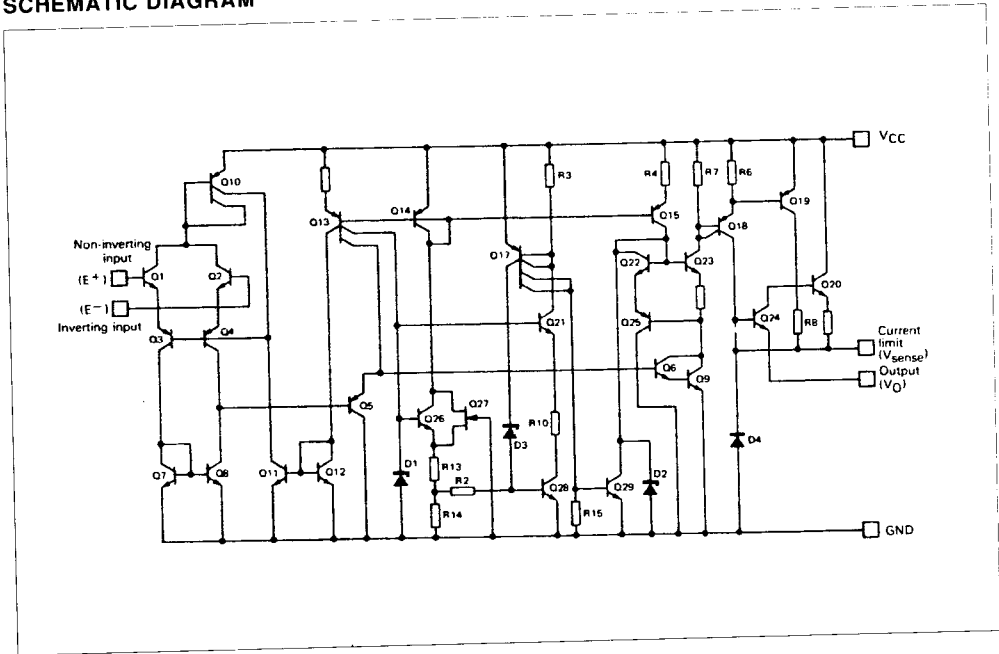 SCHEMATIC DIAGRAM
VCC
Q10
R3
R4
R7
R6
Q13
Q14
Q15
Q18
Q19
Non-inverting
input
(E+)
Q1
Q2
Q17
Q22
Q23
Q20
(E−)
Inverting input
Q3
Q4
Q21
Q25
Q24
R8
Current
limit
(Vsense)
Q6
Q9
Output
(VO)
Q5
Q26
Q27
R10
D3
D4
Q7
Q8
Q11
Q12
D1
R13
R2
R14
Q28
R15
Q29
D2
GND